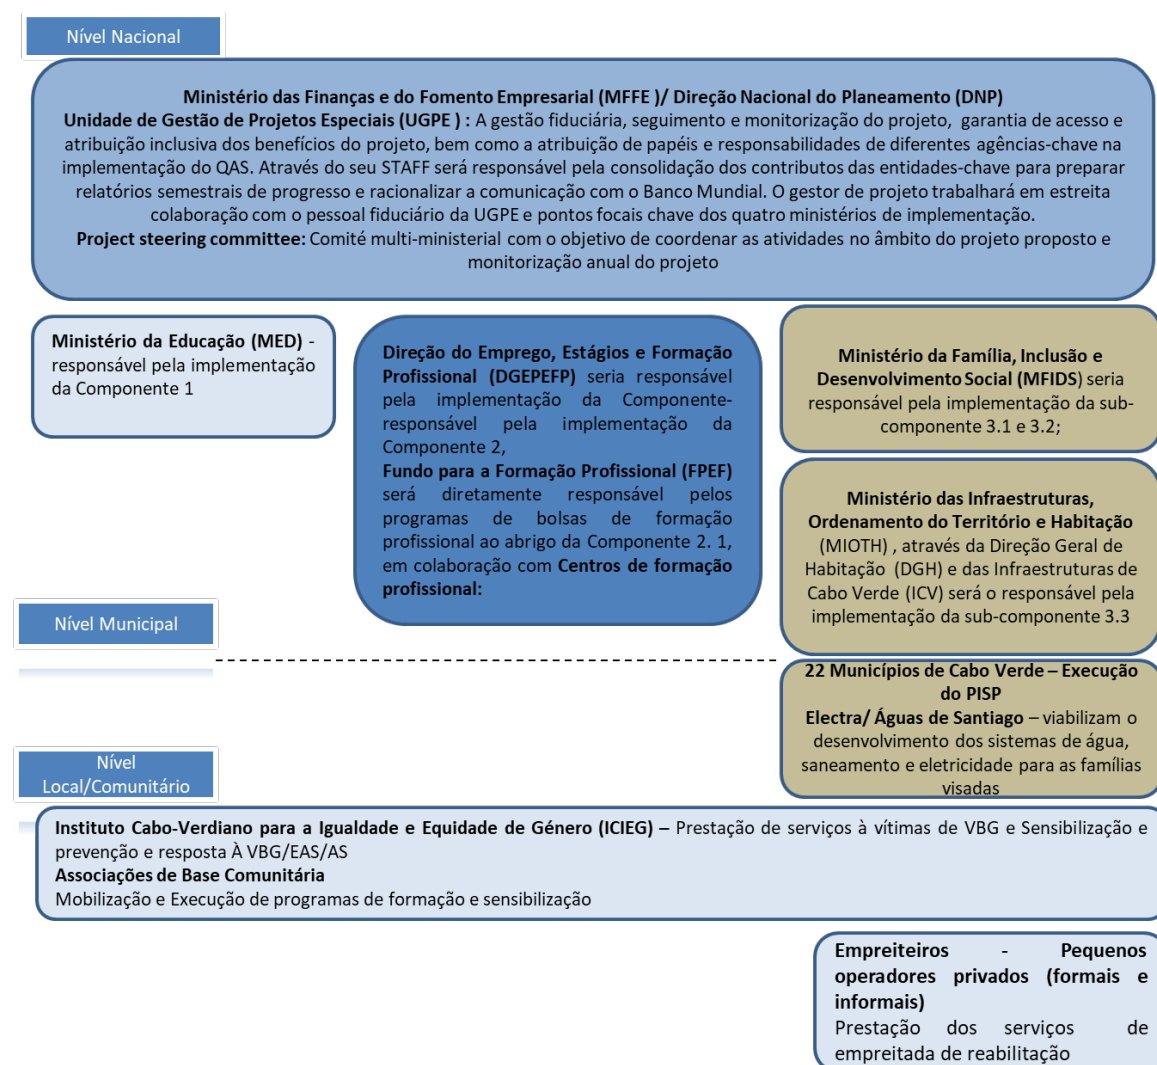 Nível Nacional
Ministério das Finanças e do Fomento Empresarial (MFFE )/ Direção Nacional do Planeamento (DNP)
Unidade de Gestão de Projetos Especiais (UGPE ) : A gestão fiduciária, seguimento e monitorização do projeto, garantia de acesso e
atribuição inclusiva dos benefícios do projeto, bem como a atribuição de papéis e responsabilidades de diferentes agências-chave na
implementação do QAS. Através do seu STAFF será responsável pela consolidação dos contributos das entidades-chave para preparar
relatórios semestrais de progresso e racionalizar a comunicação com o Banco Mundial. O gestor de projeto trabalhará em estreita
colaboração com o pessoal fiduciário da UGPE e pontos focais chave dos quatro ministérios de implementação.
Project steering committee: Comité multi-ministerial com o objetivo de coordenar as atividades no âmbito do projeto proposto e
monitorização anual do projeto
Ministério da Educação (MED) -
responsável pela implementação
da Componente 1
Direção do Emprego, Estágios e Formação
Profissional (DGEPEFP) seria responsável
pela implementação da Componente-
responsável pela implementação da
Componente 2,
Fundo para a Formação Profissional (FPEF)
será diretamente responsável pelos
programas de bolsas de formação
profissional ao abrigo da Componente 2. 1,
em colaboração com Centros de formação
profissional:
Ministério da Família, Inclusão e
Desenvolvimento Social (MFIDS) seria
responsável pela implementação da sub-
componente 3.1 e 3.2;
Ministério das Infraestruturas,
Ordenamento do Território e Habitação
(MIOTH) , através da Direção Geral de
Habitação (DGH) e das Infraestruturas de
Cabo Verde (ICV) será o responsável pela
implementação da sub-componente 3.3
Nível Municipal
22 Municípios de Cabo Verde – Execução
do PISP
Electra/ Águas de Santiago – viabilizam o
desenvolvimento dos sistemas de água,
saneamento e eletricidade para as famílias
visadas
Nível
Local/Comunitário
Instituto Cabo-Verdiano para a Igualdade e Equidade de Género (ICIEG) – Prestação de serviços à vítimas de VBG e Sensibilização e
prevenção e resposta À VBG/EAS/AS
Associações de Base Comunitária
Mobilização e Execução de programas de formação e sensibilização
Empreiteiros - Pequenos
operadores privados (formais e
informais)
Prestação dos serviços de
empreitada de reabilitação